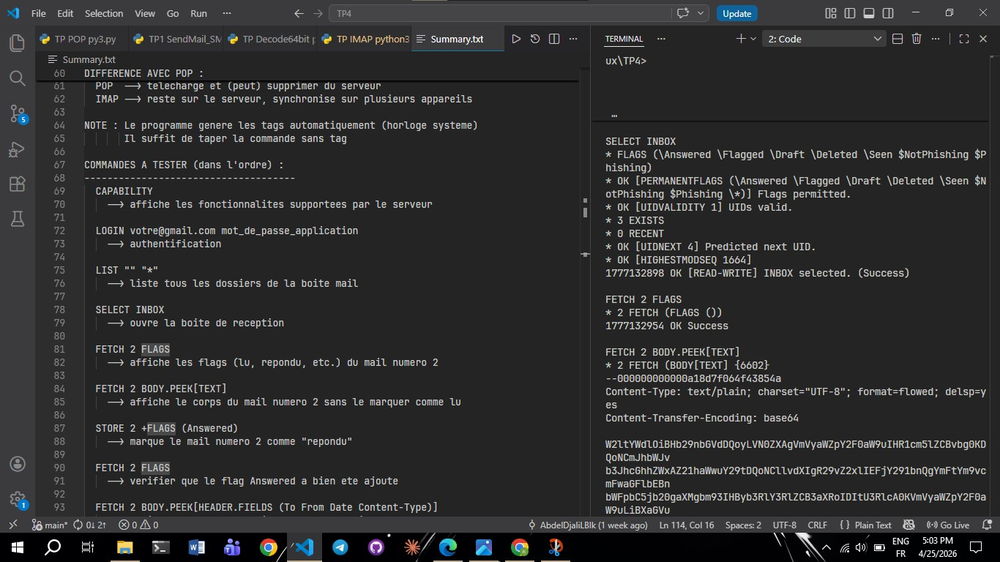 File Edit Selection View Go Run ··· TP4 Update
TP POP py3.py TP1 SendMail_SM TP Decode64bit p TP IMAP python3 Summary.txt
Summary.txt
60 DIFFERENCE AVEC POP :
61 POP --> telecharge et (peut) supprimer du serveur
62 IMAP --> reste sur le serveur, synchronise sur plusieurs appareils
63
64 NOTE : Le programme genere les tags automatiquement (horloge systeme)
65 Il suffit de taper la commande sans tag
66
67 COMMANDES A TESTER (dans l'ordre) :
68 -------------------------------------
69 CAPABILITY
70 --> affiche les fonctionnalites supportees par le serveur
71
72 LOGIN votre@gmail.com mot_de_passe_application
73 --> authentification
74
75 LIST "" "*"
76 --> liste tous les dossiers de la boite mail
77
78 SELECT INBOX
79 --> ouvre la boite de reception
80
81 FETCH 2 FLAGS
82 --> affiche les flags (lu, repondu, etc.) du mail numero 2
83
84 FETCH 2 BODY.PEEK[TEXT]
85 --> affiche le corps du mail numero 2 sans le marquer comme lu
86
87 STORE 2 +FLAGS (Answered)
88 --> marque le mail numero 2 comme "repondu"
89
90 FETCH 2 FLAGS
91 --> verifier que le flag Answered a bien ete ajoute
92
93 FETCH 2 BODY.PEEK[HEADER.FIELDS (To From Date Content-Type)]
TERMINAL ··· 2: Code
ux\TP4>
…
SELECT INBOX
* FLAGS (\Answered \Flagged \Draft \Deleted \Seen $NotPhishing $P
hishing)
* OK [PERMANENTFLAGS (\Answered \Flagged \Draft \Deleted \Seen $N
otPhishing $Phishing \*)] Flags permitted.
* OK [UIDVALIDITY 1] UIDs valid.
* 3 EXISTS
* 0 RECENT
* OK [UIDNEXT 4] Predicted next UID.
* OK [HIGHESTMODSEQ 1664]
1777132898 OK [READ-WRITE] INBOX selected. (Success)
FETCH 2 FLAGS
* 2 FETCH (FLAGS ())
1777132954 OK Success
FETCH 2 BODY.PEEK[TEXT]
* 2 FETCH (BODY[TEXT] {6602}
--000000000000a18d7f064f43854a
Content-Type: text/plain; charset="UTF-8"; format=flowed; delsp=y
es
Content-Transfer-Encoding: base64
W2ltYWdlOiBHb29nbGVdDQoyLVN0ZXAgVmVyaWZpY2F0aW9uIHR1cm5lZCBvbg0KD
QoNCmJhbWJv
b3JhcGhhZWxAZ21haWwuY29tDQoNCllvdXIgR29vZ2xlIEFjY291bnQgYmFtYm9vc
mFwaGFlbEBn
bWFpbC5jb20gaXMgbm93IHByb3RlY3RlZCB3aXRoIDItU3RlcA0KVmVyaWZpY2F0a
W9uLiBXaGVu
main* 0↓ 2↑ 0 0 AbdelDjaliLBlk (1 week ago) Ln 114, Col 16 Spaces: 2 UTF-8 CRLF { } Plain Text Go Live
5
1
ENG
FR
5:03 PM
4/25/2026